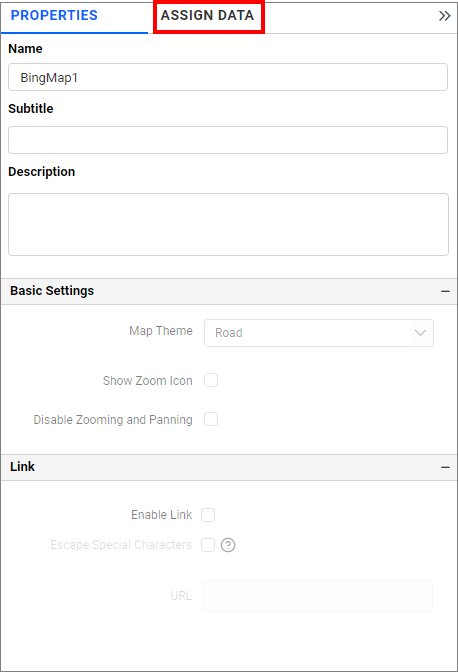 PROPERTIES ASSIGN DATA
Name
BingMap1
Subtitle
Description
Basic Settings
Map Theme Road
Show Zoom Icon
Disable Zooming and Panning
Link
Enable Link
Escape Special Characters ?
URL